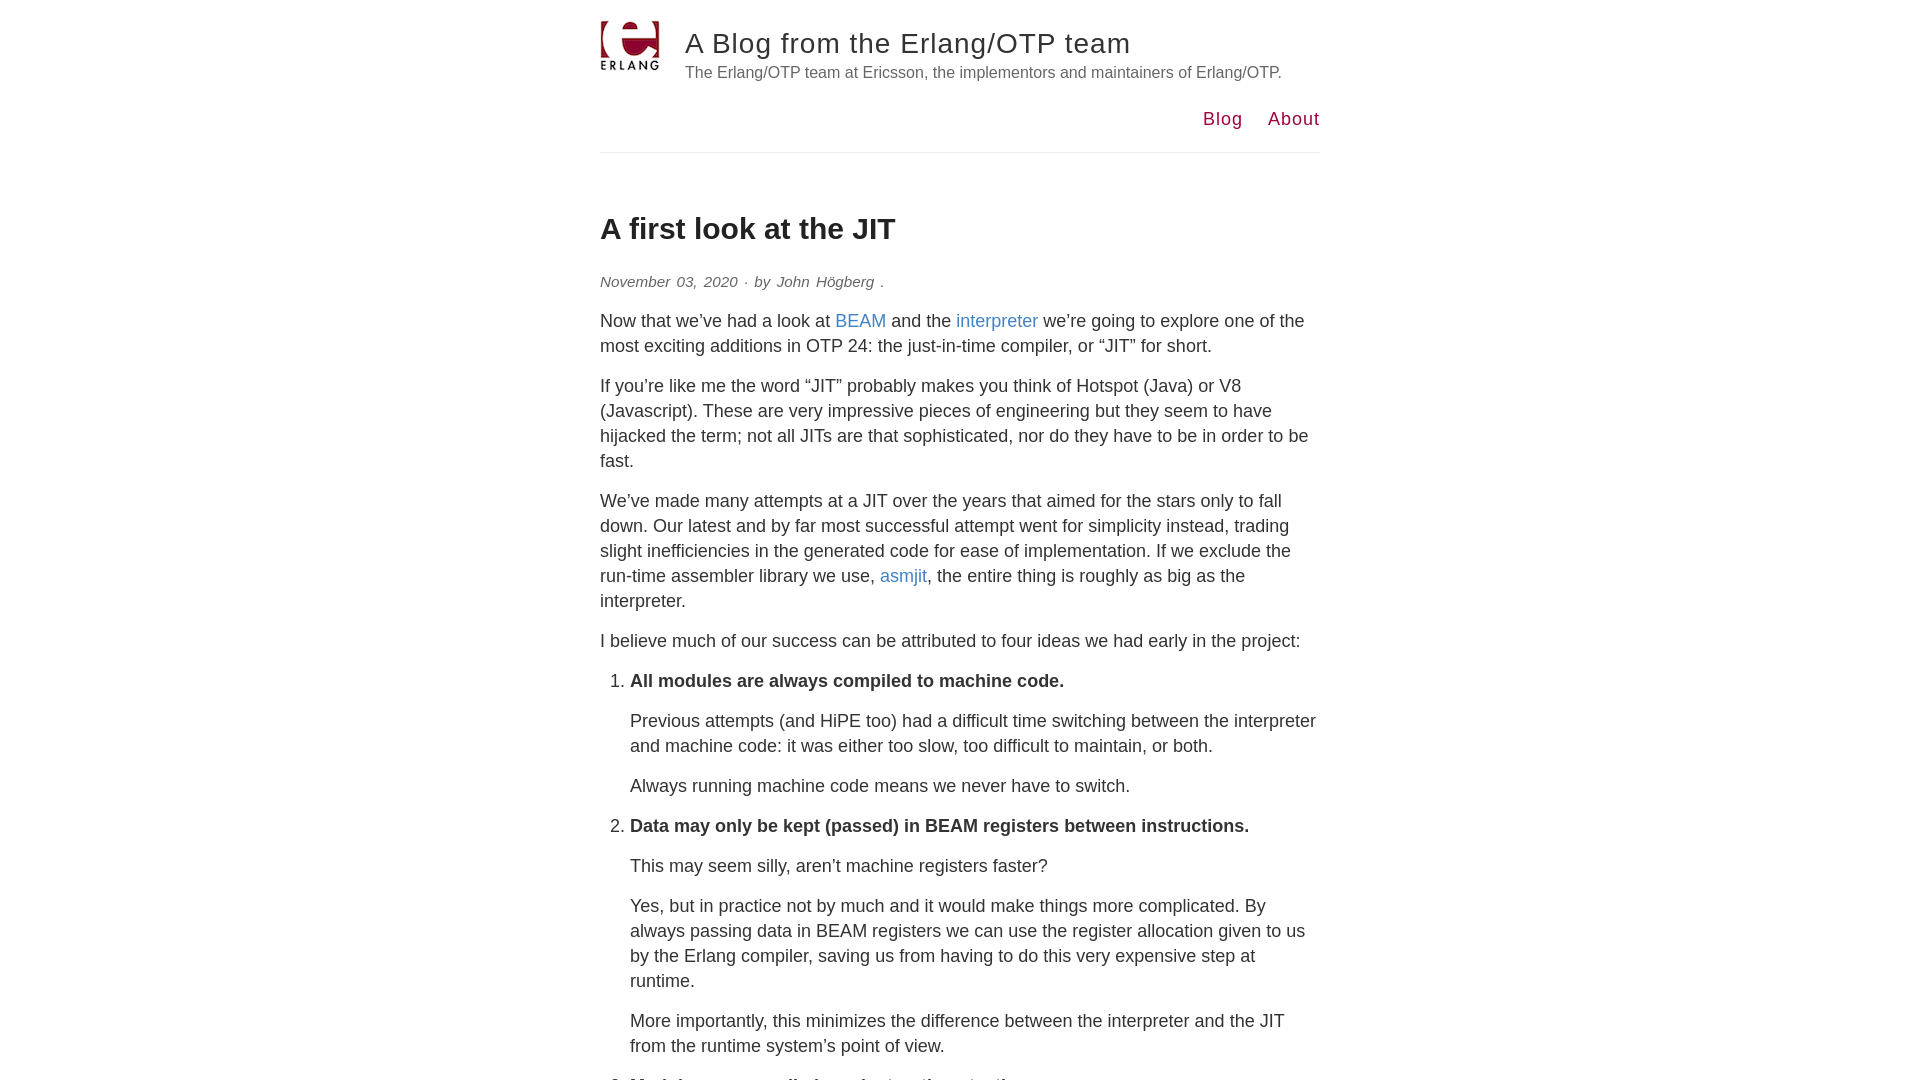 ERLANG
A Blog from the Erlang/OTP team
The Erlang/OTP team at Ericsson, the implementors and maintainers of Erlang/OTP.
Blog About
A first look at the JIT
November 03, 2020 · by John Högberg .
Now that we’ve had a look at BEAM and the interpreter we’re going to explore one of the
most exciting additions in OTP 24: the just-in-time compiler, or “JIT” for short.
If you’re like me the word “JIT” probably makes you think of Hotspot (Java) or V8
(Javascript). These are very impressive pieces of engineering but they seem to have
hijacked the term; not all JITs are that sophisticated, nor do they have to be in order to be
fast.
We’ve made many attempts at a JIT over the years that aimed for the stars only to fall
down. Our latest and by far most successful attempt went for simplicity instead, trading
slight inefficiencies in the generated code for ease of implementation. If we exclude the
run-time assembler library we use, asmjit, the entire thing is roughly as big as the
interpreter.
I believe much of our success can be attributed to four ideas we had early in the project:
1. All modules are always compiled to machine code.
Previous attempts (and HiPE too) had a difficult time switching between the interpreter
and machine code: it was either too slow, too difficult to maintain, or both.
Always running machine code means we never have to switch.
2. Data may only be kept (passed) in BEAM registers between instructions.
This may seem silly, aren’t machine registers faster?
Yes, but in practice not by much and it would make things more complicated. By
always passing data in BEAM registers we can use the register allocation given to us
by the Erlang compiler, saving us from having to do this very expensive step at
runtime.
More importantly, this minimizes the difference between the interpreter and the JIT
from the runtime system’s point of view.